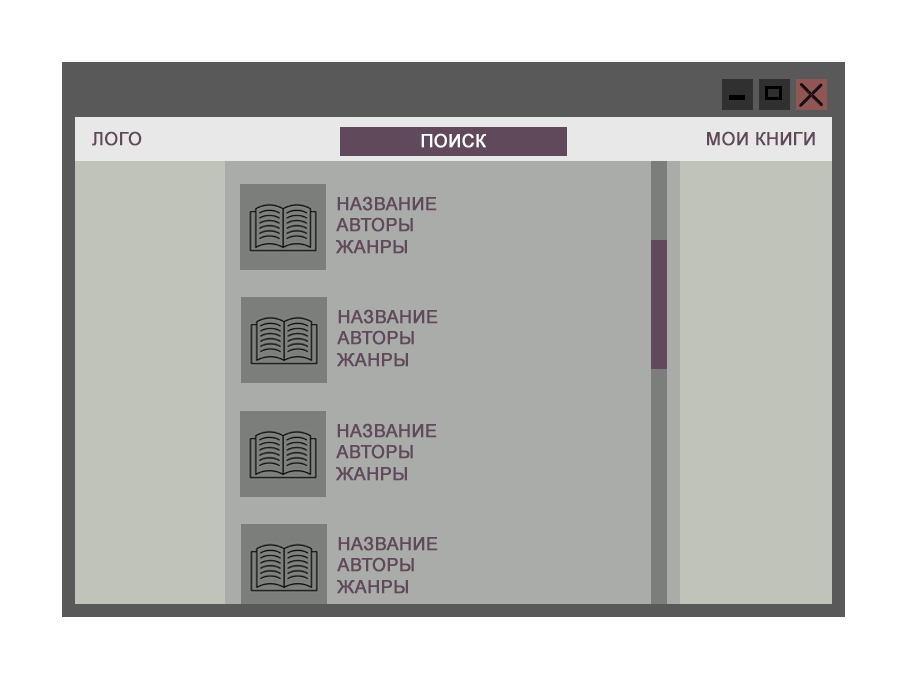 ЛОГО
ПОИСК
МОИ КНИГИ
НАЗВАНИЕ
АВТОРЫ
ЖАНРЫ
НАЗВАНИЕ
АВТОРЫ
ЖАНРЫ
НАЗВАНИЕ
АВТОРЫ
ЖАНРЫ
НАЗВАНИЕ
АВТОРЫ
ЖАНРЫ